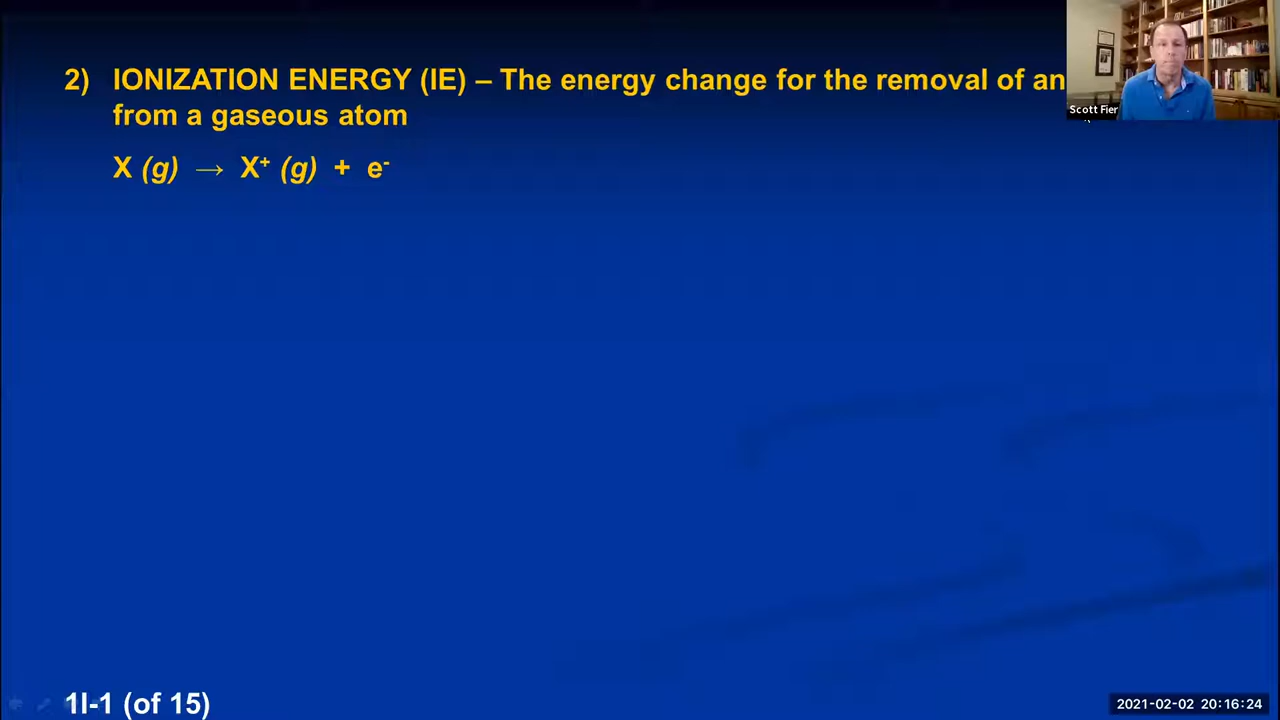 2) IONIZATION ENERGY (IE) – The energy change for the removal of an
from a gaseous atom
X (g) → X⁺ (g) + e⁻
Scott Fier
1I-1 (of 15)
2021-02-02 20:16:24